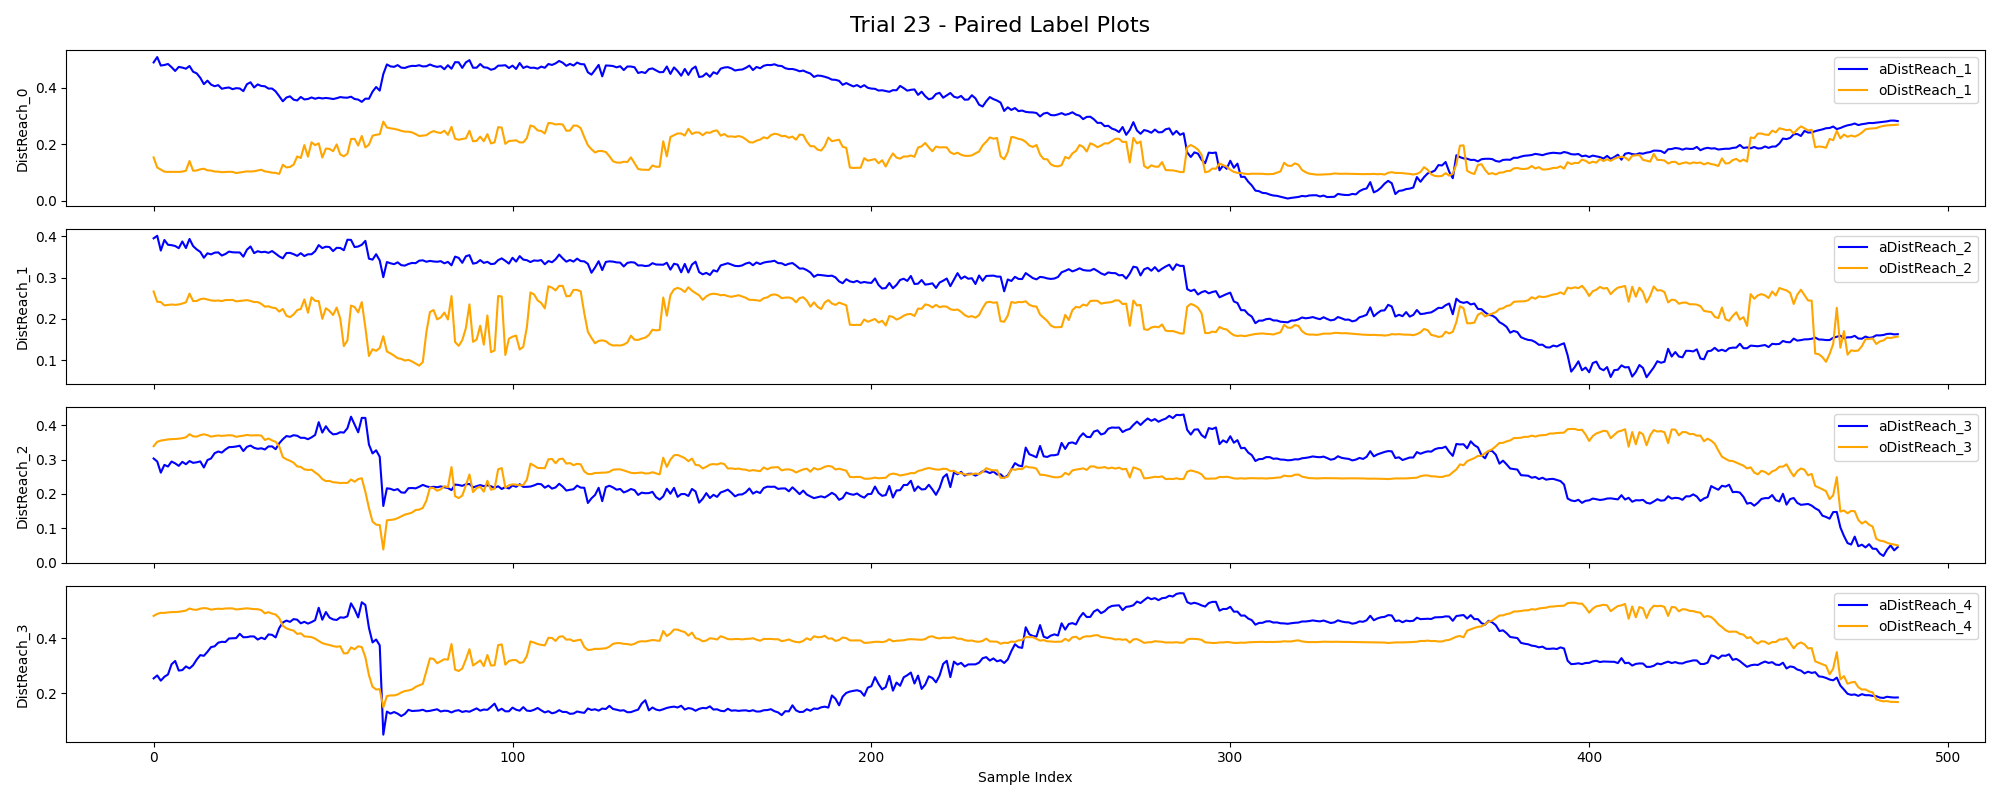 Trial 23 - Paired Label Plots
DistReach_0
0.4
0.2
0.0
aDistReach_1
oDistReach_1
DistReach_1
0.4
0.3
0.2
0.1
aDistReach_2
oDistReach_2
DistReach_2
0.4
0.3
0.2
0.1
0.0
aDistReach_3
oDistReach_3
DistReach_3
0.4
0.2
aDistReach_4
oDistReach_4
0 100 200 300 400 500
Sample Index